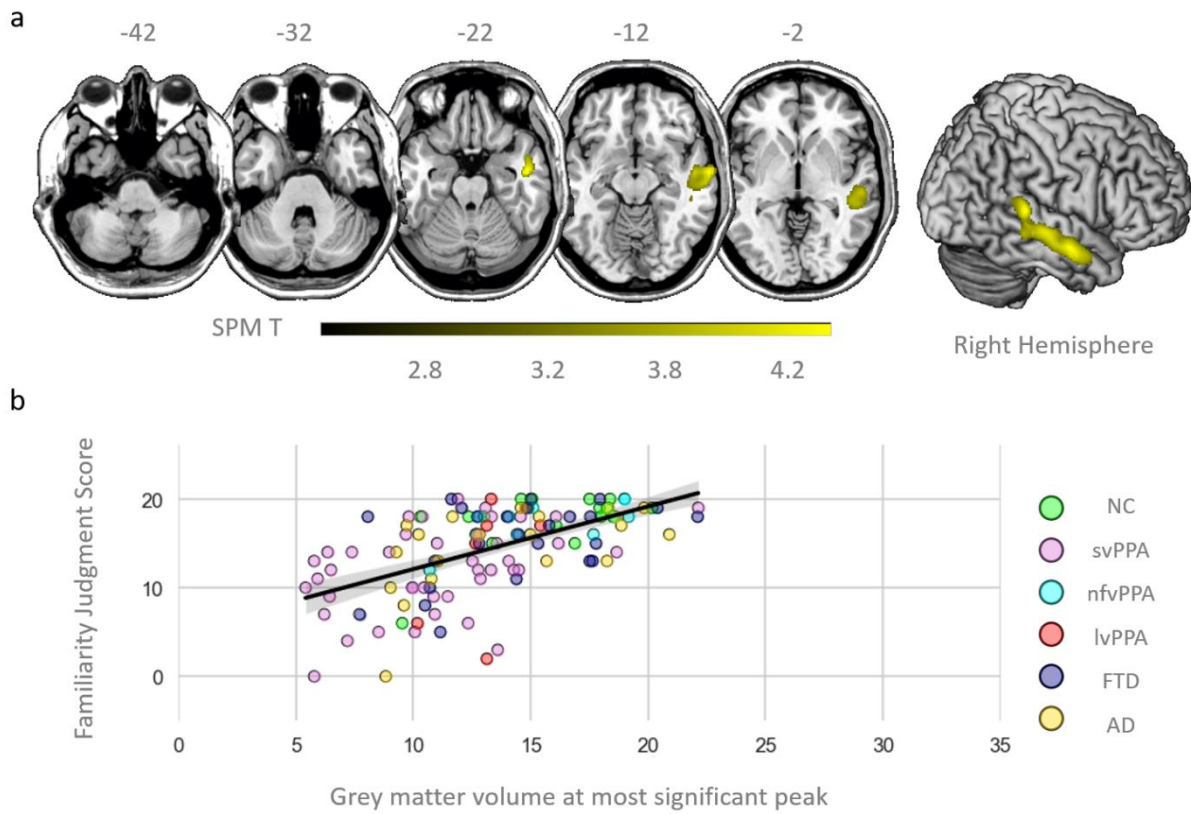 a
-42 -32 -22 -12 -2
SPM T
2.8 3.2 3.8 4.2
Right Hemisphere
b
Familiarity Judgment Score
20
10
0
0 5 10 15 20 25 30 35
Grey matter volume at most significant peak
NC
svPPA
nfvPPA
lvPPA
FTD
AD